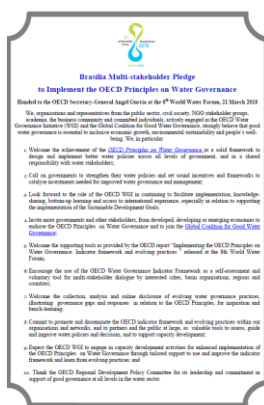 Brasilia Multi-stakeholder Pledge
to Implement the OECD Principles on Water Governance
Handed to the OECD Secretary-General Angel Gurría at the 8th World Water Forum, 21 March 2018
We, organisations and representatives from the public sector, civil society, NGO stakeholder groups,
academia, the business community and committed individuals, actively engaged in the OECD Water
Governance Initiative (WGI) and the Global Coalition for Good Water Governance, strongly believe that good
water governance is essential to inclusive economic growth, environmental sustainability and people's well-
being. We, in particular:
1. Welcome the achievement of the OECD Principles on Water Governance as a solid framework to
design and implement better water policies across all levels of government, and in a shared
responsibility with water stakeholders;
2. Call on governments to strengthen their water policies and set sound incentives and frameworks to
catalyse investments needed for improved water governance and management;
3. Look forward to the role of the OECD WGI in continuing to facilitate implementation, knowledge-
sharing, bottom-up learning and access to international experience, especially in relation to supporting
the implementation of the Sustainable Development Goals;
4. Invite more governments and other stakeholders, from developed, developing or emerging economies to
endorse the OECD Principles on Water Governance and to join the Global Coalition for Good Water
Governance;
5. Welcome the supporting tools as provided by the OECD report "Implementing the OECD Principles on
Water Governance: Indicator framework and evolving practices" released at the 8th World Water
Forum;
6. Encourage the use of the OECD Water Governance Indicator Framework as a self-assessment and
voluntary tool for multi-stakeholder dialogue by interested cities, basin organisations, regions and
countries;
7. Welcome the collection, analysis and online disclosure of evolving water governance practices,
illustrating governance gaps and responses in relation to the OECD Principles, for inspiration and
bench-learning;
8. Commit to promote and disseminate the OECD indicator framework and evolving practices within our
organisations and networks, and to partners and the public at large, as valuable tools to assess, guide
and improve water policies and decisions, and to support capacity development;
9. Expect the OECD WGI to engage in capacity development activities for enhanced implementation of
the OECD Principles on Water Governance through tailored support to use and improve the indicator
framework and learn from evolving practices; and
10. Thank the OECD Regional Development Policy Committee for its leadership and commitment in
support of good governance at all levels in the water sector